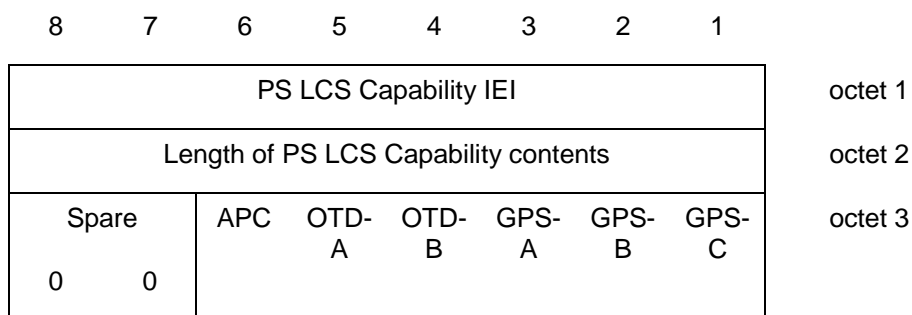 8 7 6 5 4 3 2 1
PS LCS Capability IEI octet 1
Length of PS LCS Capability contents octet 2
Spare APC OTD- OTD- GPS- GPS- GPS- octet 3
A B A B C
0 0